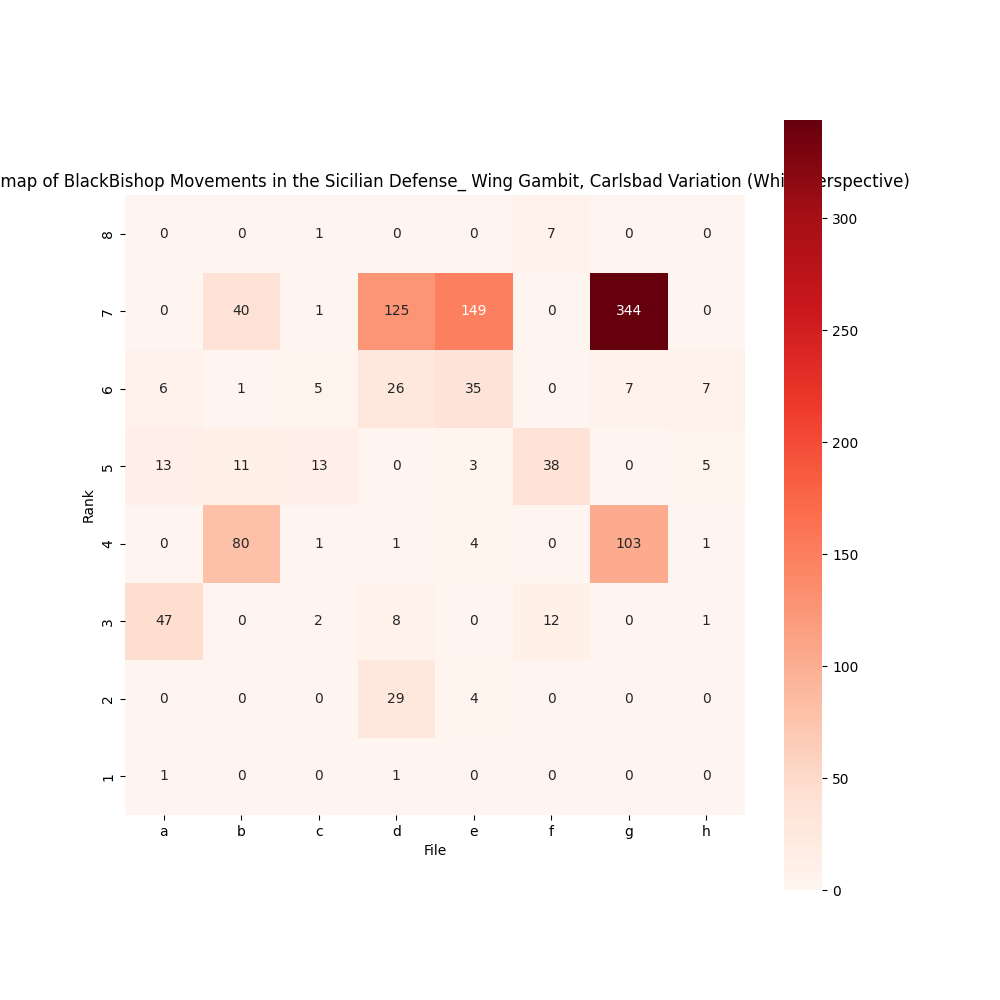 map of BlackBishop Movements in the Sicilian Defense_ Wing Gambit, Carlsbad Variation (Whi erspective)
8 0 0 1 0 0 7 0 0
7 0 40 1 125 149 0 344 0
6 6 1 5 26 35 0 7 7
5 13 11 13 0 3 38 0 5
Rank
4 0 80 1 1 4 0 103 1
3 47 0 2 8 0 12 0 1
2 0 0 0 29 4 0 0 0
1 1 0 0 1 0 0 0 0
a b c d e f g h
File
300
250
200
150
100
50
0